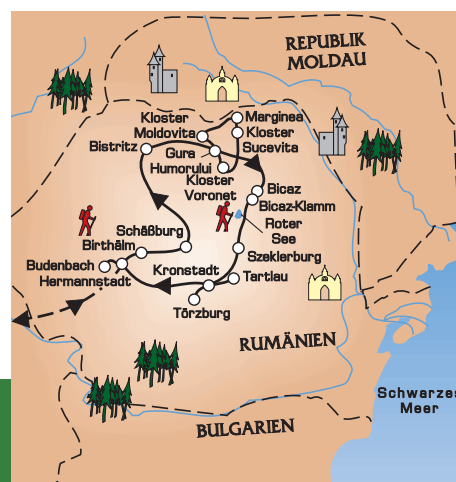 REPUBLIK
MOLDAU
Kloster
Moldovita
Marginea
Kloster
Sucevita
Bistritz
Gura
Humorului
Kloster
Voronet
Bicaz
Bicaz-Klamm
Roter
See
Schäßburg
Birthälm
Szeklerburg
Budenbach
Hermannstadt
Kronstadt
Tartlau
Törzburg
RUMÄNIEN
Schwarzes
Meer
BULGARIEN